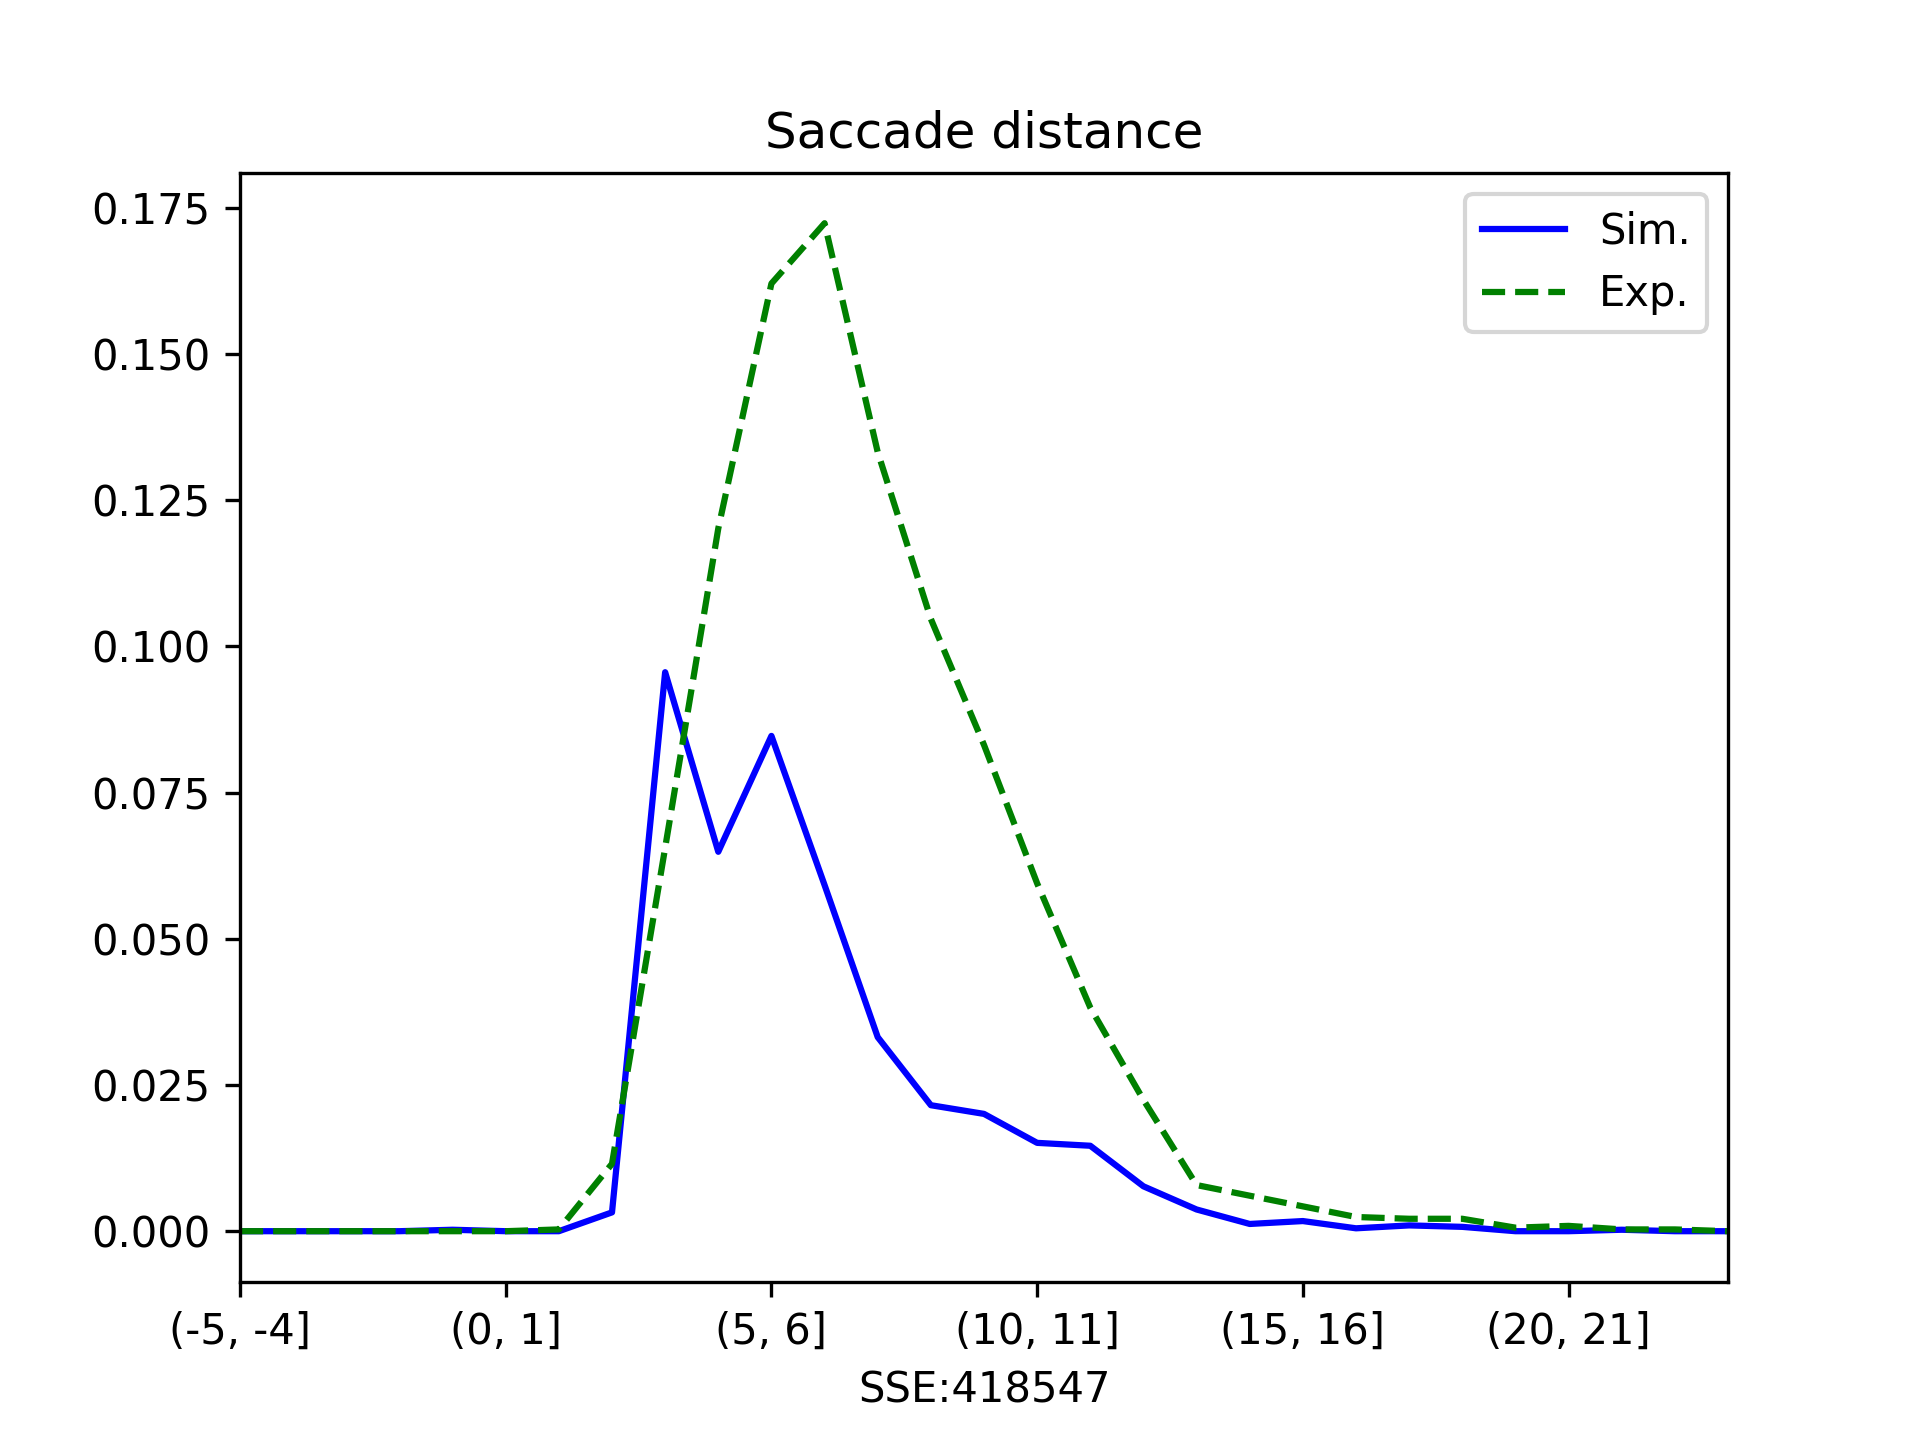 Saccade distance
0.175
0.150
0.125
0.100
0.075
0.050
0.025
0.000
Sim.
Exp.
(-5, -4] (0, 1] (5, 6] (10, 11] (15, 16] (20, 21]
SSE:418547